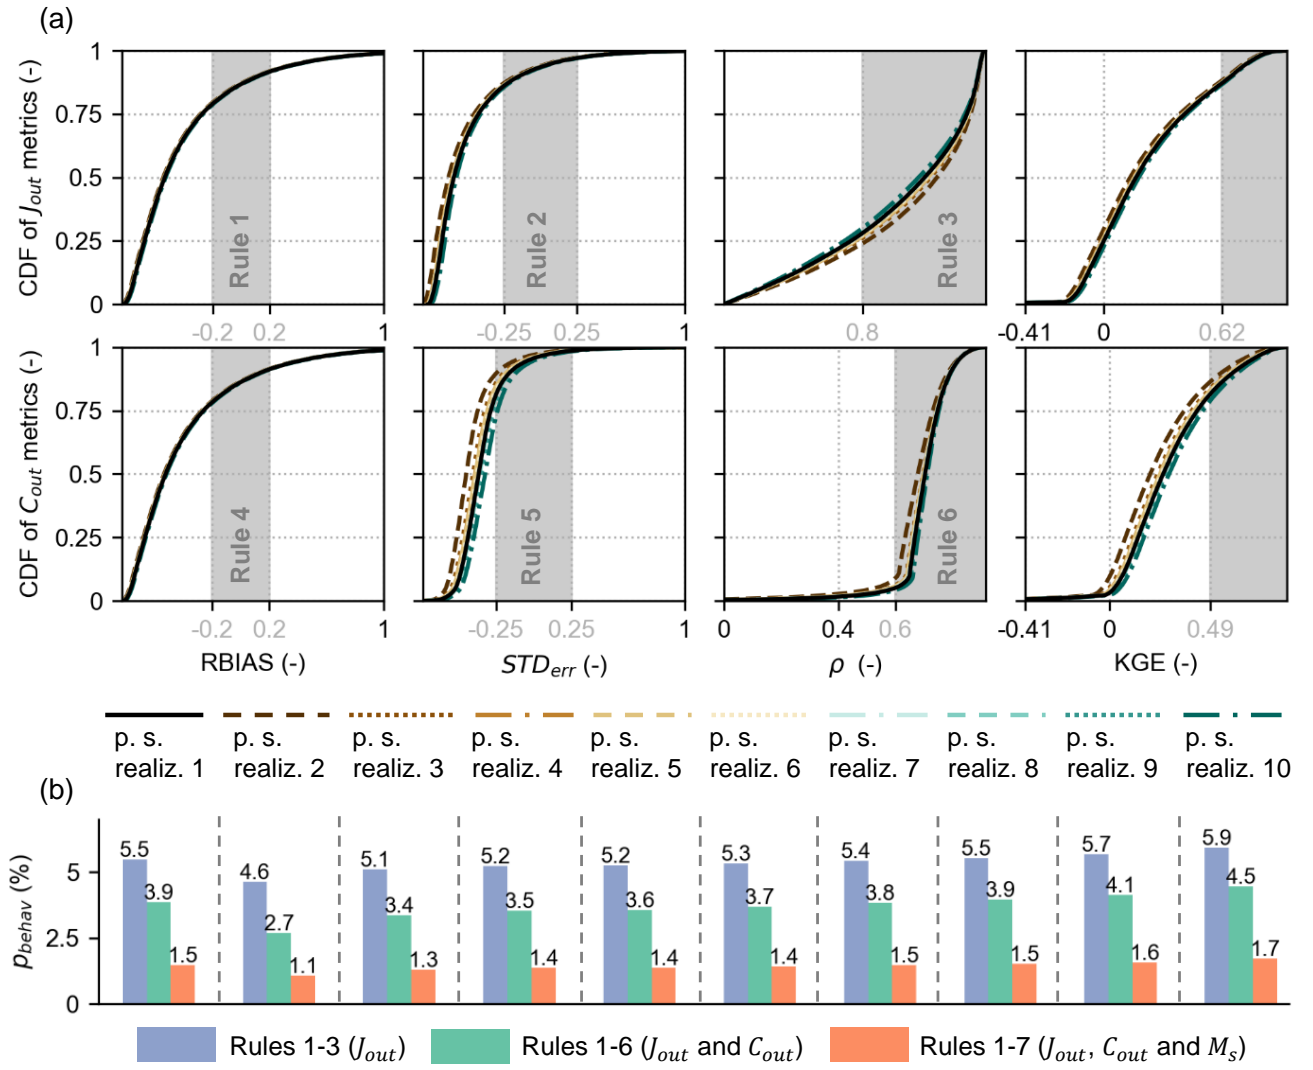 (a)
CDF of J_out metrics (-)
1
0.75
0.5
0.25
0
Rule 1
Rule 2
Rule 3
-0.2 0.2 1
-0.25 0.25 1
0.8
-0.41 0 0.62
CDF of C_out metrics (-)
1
0.75
0.5
0.25
0
Rule 4
Rule 5
Rule 6
-0.2 0.2 1
-0.25 0.25 1
0 0.4 0.6
-0.41 0 0.49
RBIAS (-)
STD_err (-)
ρ (-)
KGE (-)
p. s. realiz. 1
p. s. realiz. 2
p. s. realiz. 3
p. s. realiz. 4
p. s. realiz. 5
p. s. realiz. 6
p. s. realiz. 7
p. s. realiz. 8
p. s. realiz. 9
p. s. realiz. 10
(b)
p_behav (%)
5
2.5
0
5.5 3.9 1.5
4.6 2.7 1.1
5.1 3.4 1.3
5.2 3.5 1.4
5.2 3.6 1.4
5.3 3.7 1.4
5.4 3.8 1.5
5.5 3.9 1.5
5.7 4.1 1.6
5.9 4.5 1.7
Rules 1-3 (J_out)
Rules 1-6 (J_out and C_out)
Rules 1-7 (J_out, C_out and M_s)